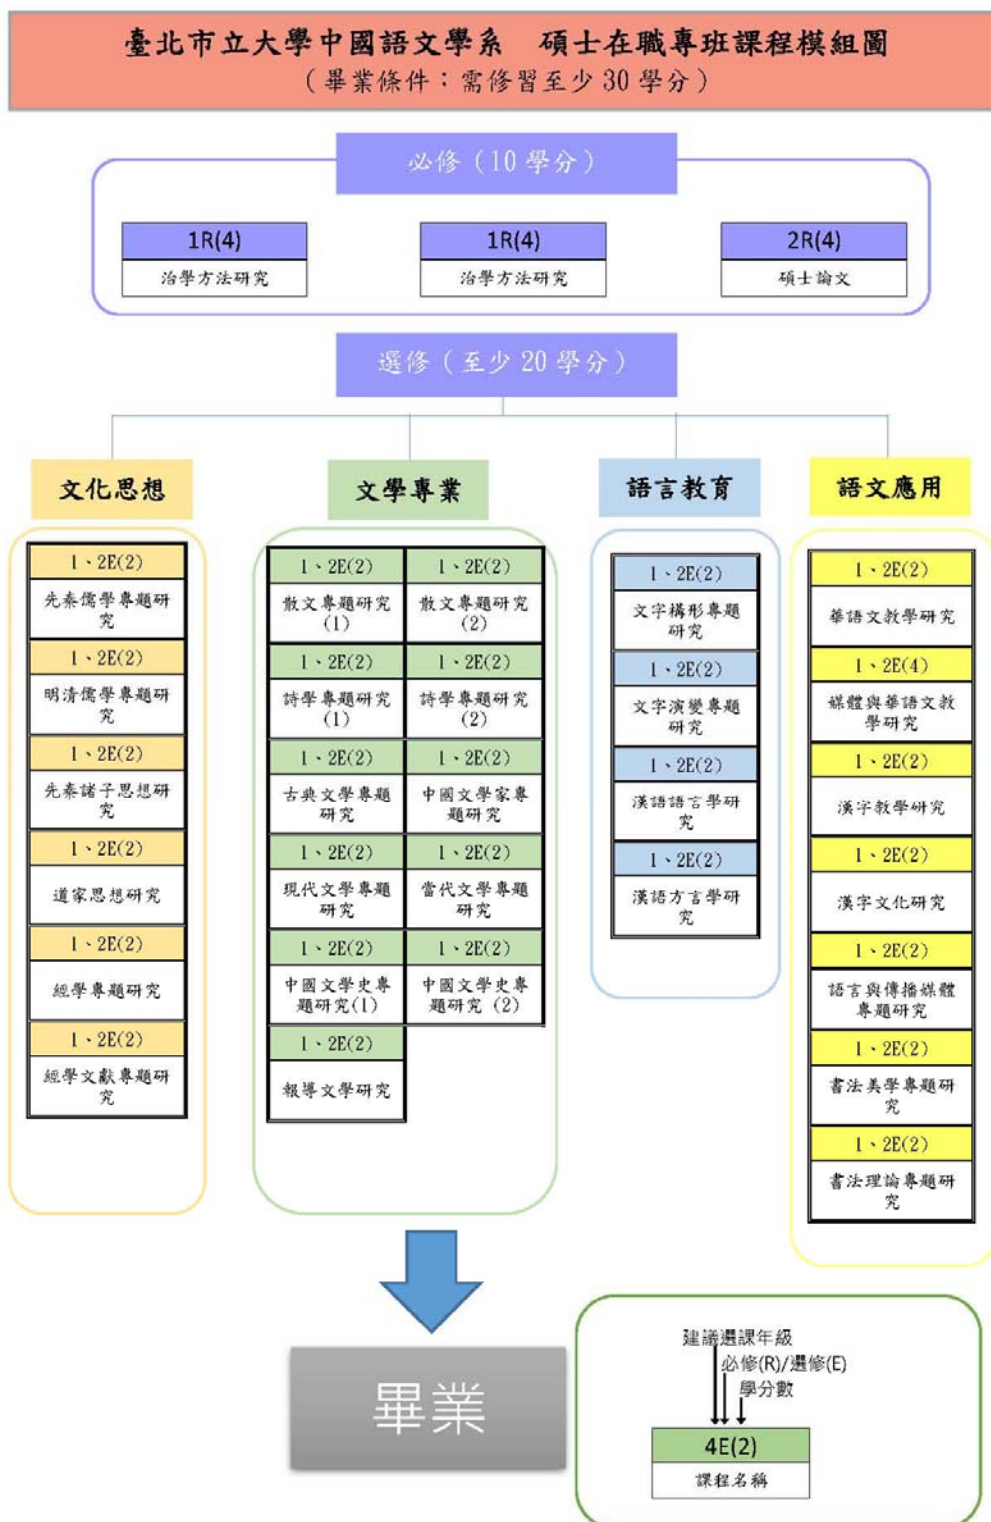 臺北市立大學中國語文學系 碩士在職專班課程模組圖
（畢業條件：需修習至少 30 學分）
必修（10 學分）
1R(4)
治學方法研究
1R(4)
治學方法研究
2R(4)
碩士論文
選修（至少 20 學分）
文化思想
1、2E(2)
先秦儒學專題研
究
1、2E(2)
明清儒學專題研
究
1、2E(2)
先秦諸子思想研
究
1、2E(2)
道家思想研究
1、2E(2)
經學專題研究
1、2E(2)
經學文獻專題研
究
文學專業
1、2E(2)
散文專題研究
(1)
1、2E(2)
散文專題研究
(2)
1、2E(2)
詩學專題研究
(1)
1、2E(2)
詩學專題研究
(2)
1、2E(2)
古典文學專題
研究
1、2E(2)
中國文學家專
題研究
1、2E(2)
現代文學專題
研究
1、2E(2)
當代文學專題
研究
1、2E(2)
中國文學史專
題研究(1)
1、2E(2)
中國文學史專
題研究 (2)
1、2E(2)
報導文學研究
語言教育
1、2E(2)
文字構形專題
研究
1、2E(2)
文字演變專題
研究
1、2E(2)
漢語語言學研
究
1、2E(2)
漢語方言學研
究
語文應用
1、2E(2)
華語文教學研究
1、2E(4)
媒體與華語文教
學研究
1、2E(2)
漢字教學研究
1、2E(2)
漢字文化研究
1、2E(2)
語言與傳播媒體
專題研究
1、2E(2)
書法美學專題研
究
1、2E(2)
書法理論專題研
究
畢業
建議選課年級
必修(R)/選修(E)
學分數
4E(2)
課程名稱